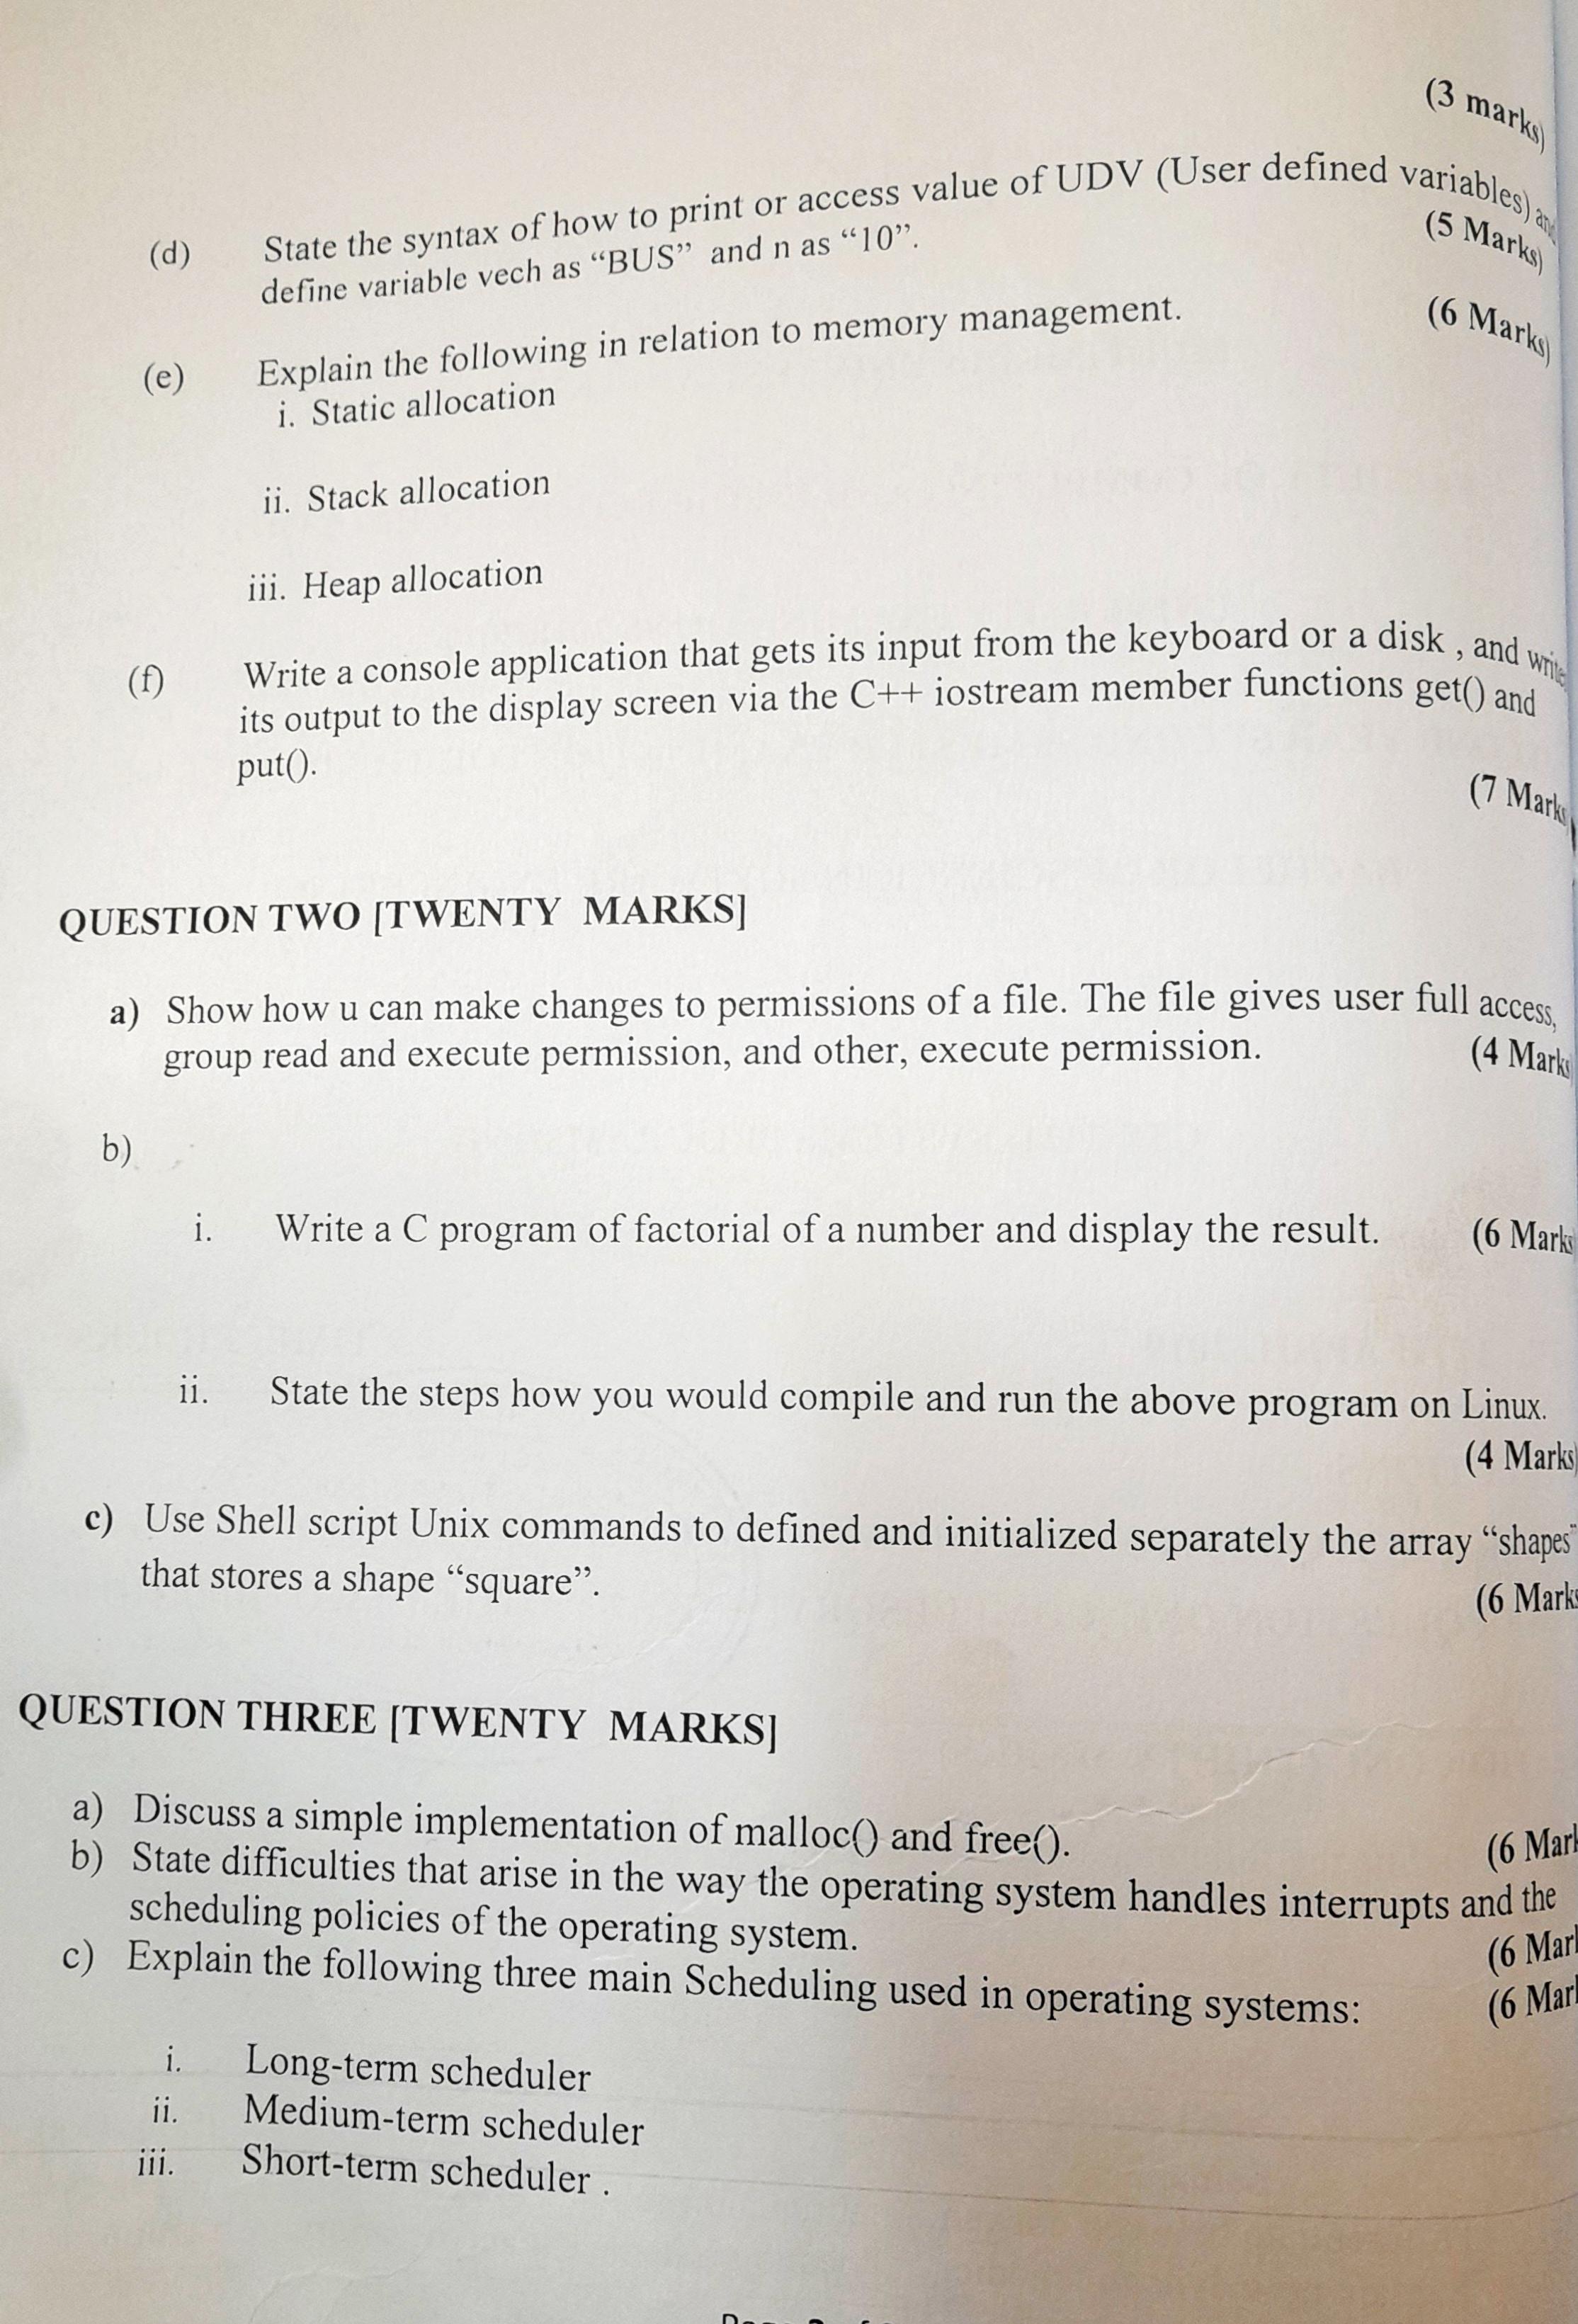 (3 marks)
(d) State the syntax of how to print or access value of UDV (User defined variables) and
define variable vech as “BUS” and n as “10”. (5 Marks)
(e) Explain the following in relation to memory management. (6 Marks)
i. Static allocation
ii. Stack allocation
iii. Heap allocation
(f) Write a console application that gets its input from the keyboard or a disk , and write
its output to the display screen via the C++ iostream member functions get() and
put().
(7 Marks
QUESTION TWO [TWENTY MARKS]
a) Show how u can make changes to permissions of a file. The file gives user full access,
group read and execute permission, and other, execute permission. (4 Marks
b)
i. Write a C program of factorial of a number and display the result. (6 Marks
ii. State the steps how you would compile and run the above program on Linux.
(4 Marks)
c) Use Shell script Unix commands to defined and initialized separately the array “shapes”
that stores a shape “square”.
(6 Marks
QUESTION THREE [TWENTY MARKS]
a) Discuss a simple implementation of malloc() and free(). (6 Mark
b) State difficulties that arise in the way the operating system handles interrupts and the
scheduling policies of the operating system. (6 Mark
c) Explain the following three main Scheduling used in operating systems: (6 Mark
i. Long-term scheduler
ii. Medium-term scheduler
iii. Short-term scheduler .